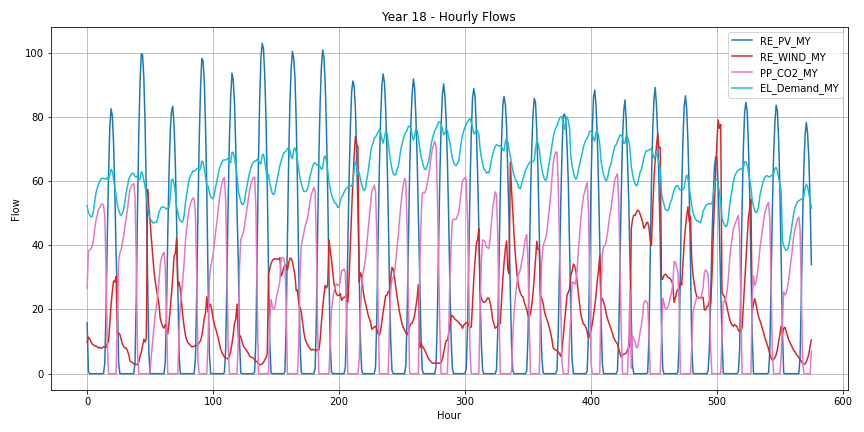 Year 18 - Hourly Flows
RE_PV_MY
RE_WIND_MY
PP_CO2_MY
EL_Demand_MY
100
80
60
40
20
0
Flow
0
100
200
300
400
500
600
Hour